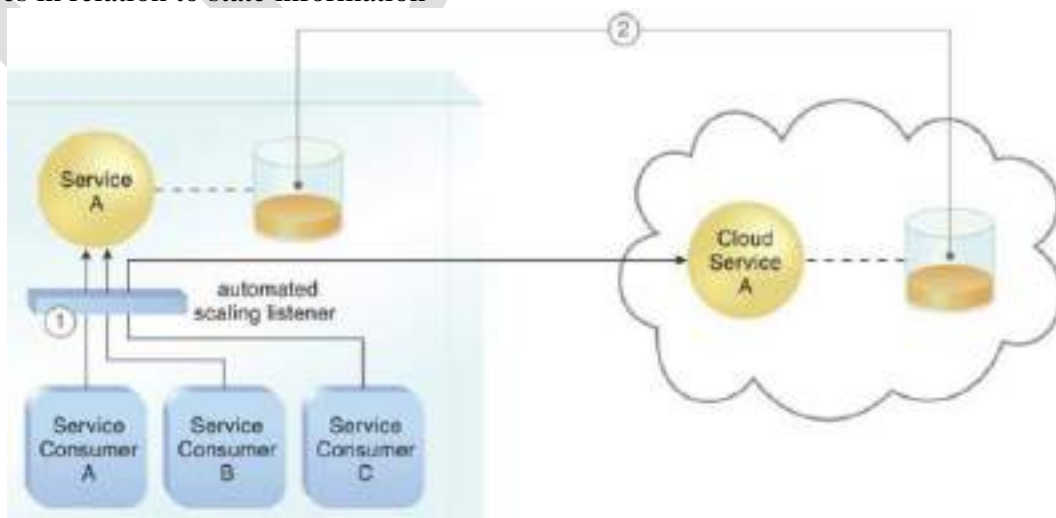 es in relation to state information
2
Service
A
Cloud
Service
A
automated
scaling listener
1
Service
Consumer
A
Service
Consumer
B
Service
Consumer
C